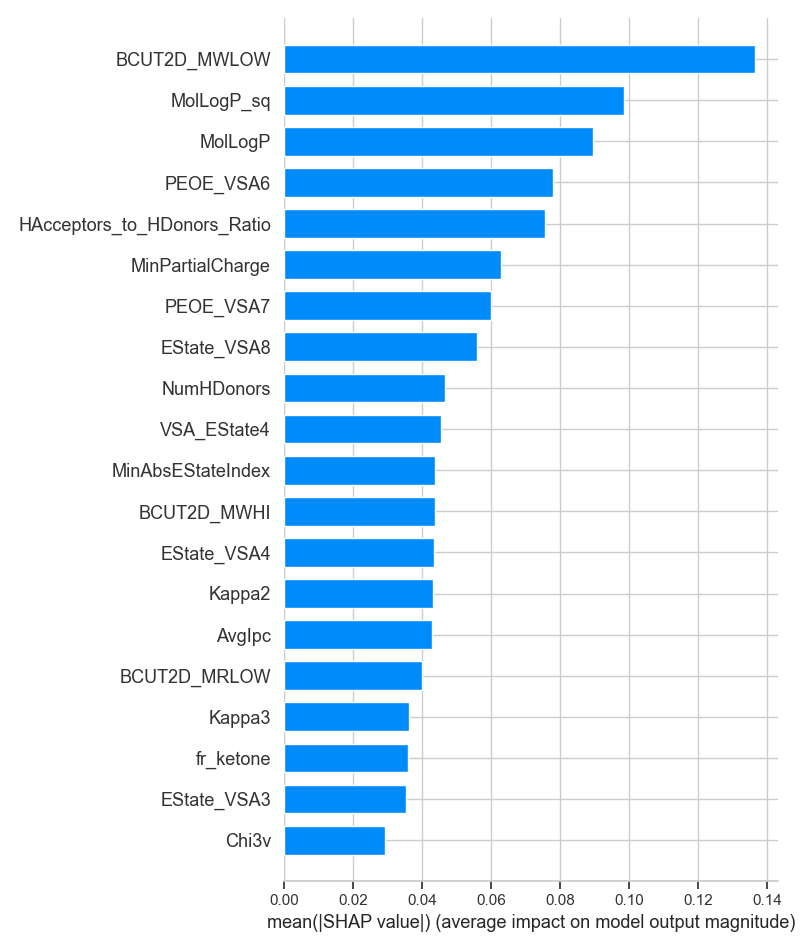 BCUT2D_MWLOW
MolLogP_sq
MolLogP
PEOE_VSA6
HAcceptors_to_HDonors_Ratio
MinPartialCharge
PEOE_VSA7
EState_VSA8
NumHDonors
VSA_EState4
MinAbsEStateIndex
BCUT2D_MWHI
EState_VSA4
Kappa2
AvgIpc
BCUT2D_MRLOW
Kappa3
fr_ketone
EState_VSA3
Chi3v
0.00 0.02 0.04 0.06 0.08 0.10 0.12 0.14
mean(|SHAP value|) (average impact on model output magnitude)